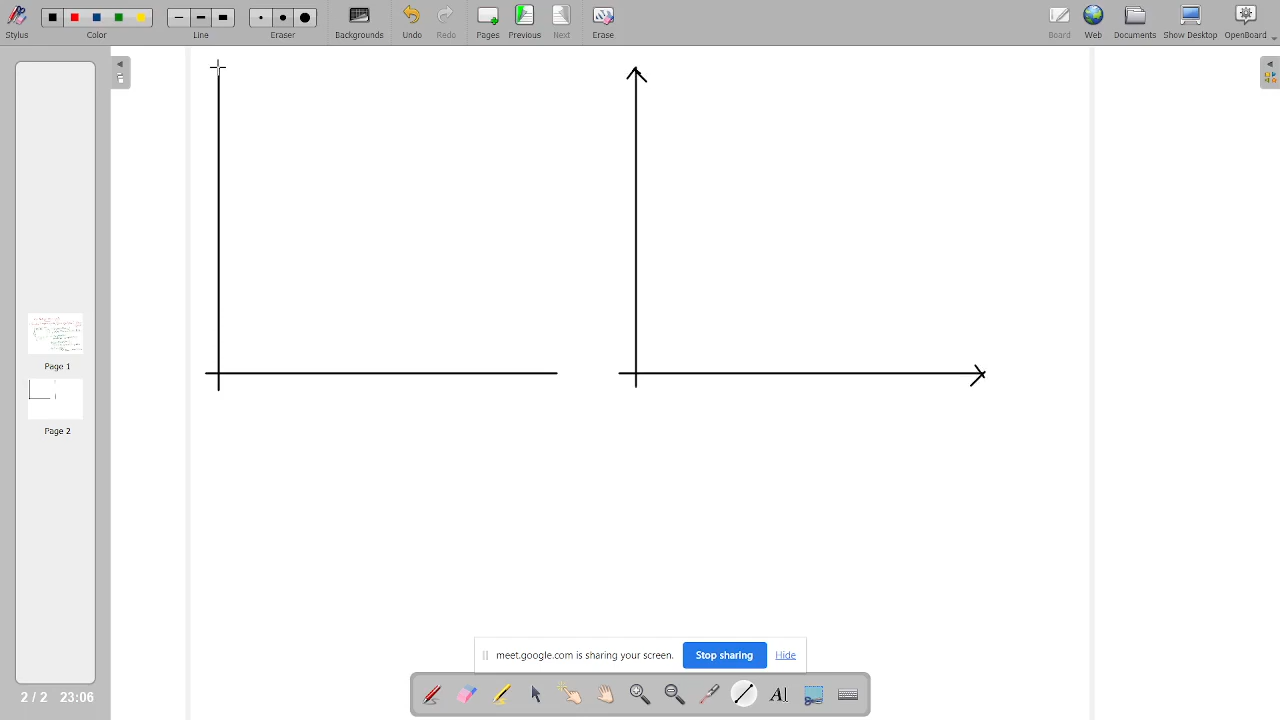 Stylus Color Line Eraser Backgrounds Undo Redo Pages Previous Next Erase Board Web Documents Show Desktop OpenBoard
Page 1
Page 2
meet.google.com is sharing your screen. Stop sharing Hide
2 / 2 23:06
AI